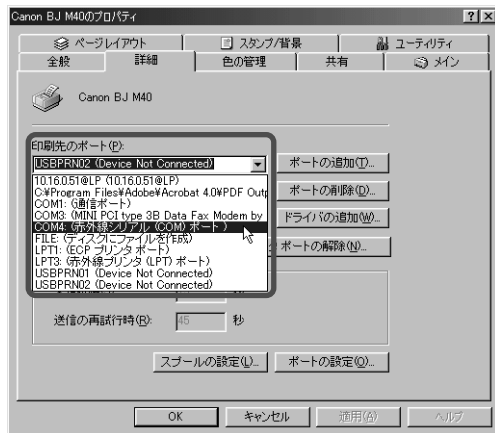 Canon BJ M40のプロパティ
ページレイアウト
スタンプ/背景
ユーティリティ
全般
詳細
色の管理
共有
メイン
Canon BJ M40
印刷先のポート(P):
USBPRN02 (Device Not Connected)
ポートの追加(T)...
10.16.0.51@LP (10.16.0.51@LP)
C:¥Program Files¥Adobe¥Acrobat 4.0¥PDF Outp
ポートの削除(D)...
COM1: (通信ポート)
COM3: (MINI PCI type 3B Data Fax Modem by
ドライバの追加(W)...
COM4: (赤外線シリアル (COM) ポート)
FILE: (ディスクにファイルを作成)
LPT1: (ECP プリンタ ポート)
ポートの解除(N)...
LPT3: (赤外線プリンタ (LPT) ポート)
USBPRN01 (Device Not Connected)
USBPRN02 (Device Not Connected)
送信の再試行時(R):
45
秒
スプールの設定(L)...
ポートの設定(O)...
OK
キャンセル
適用(A)
ヘルプ